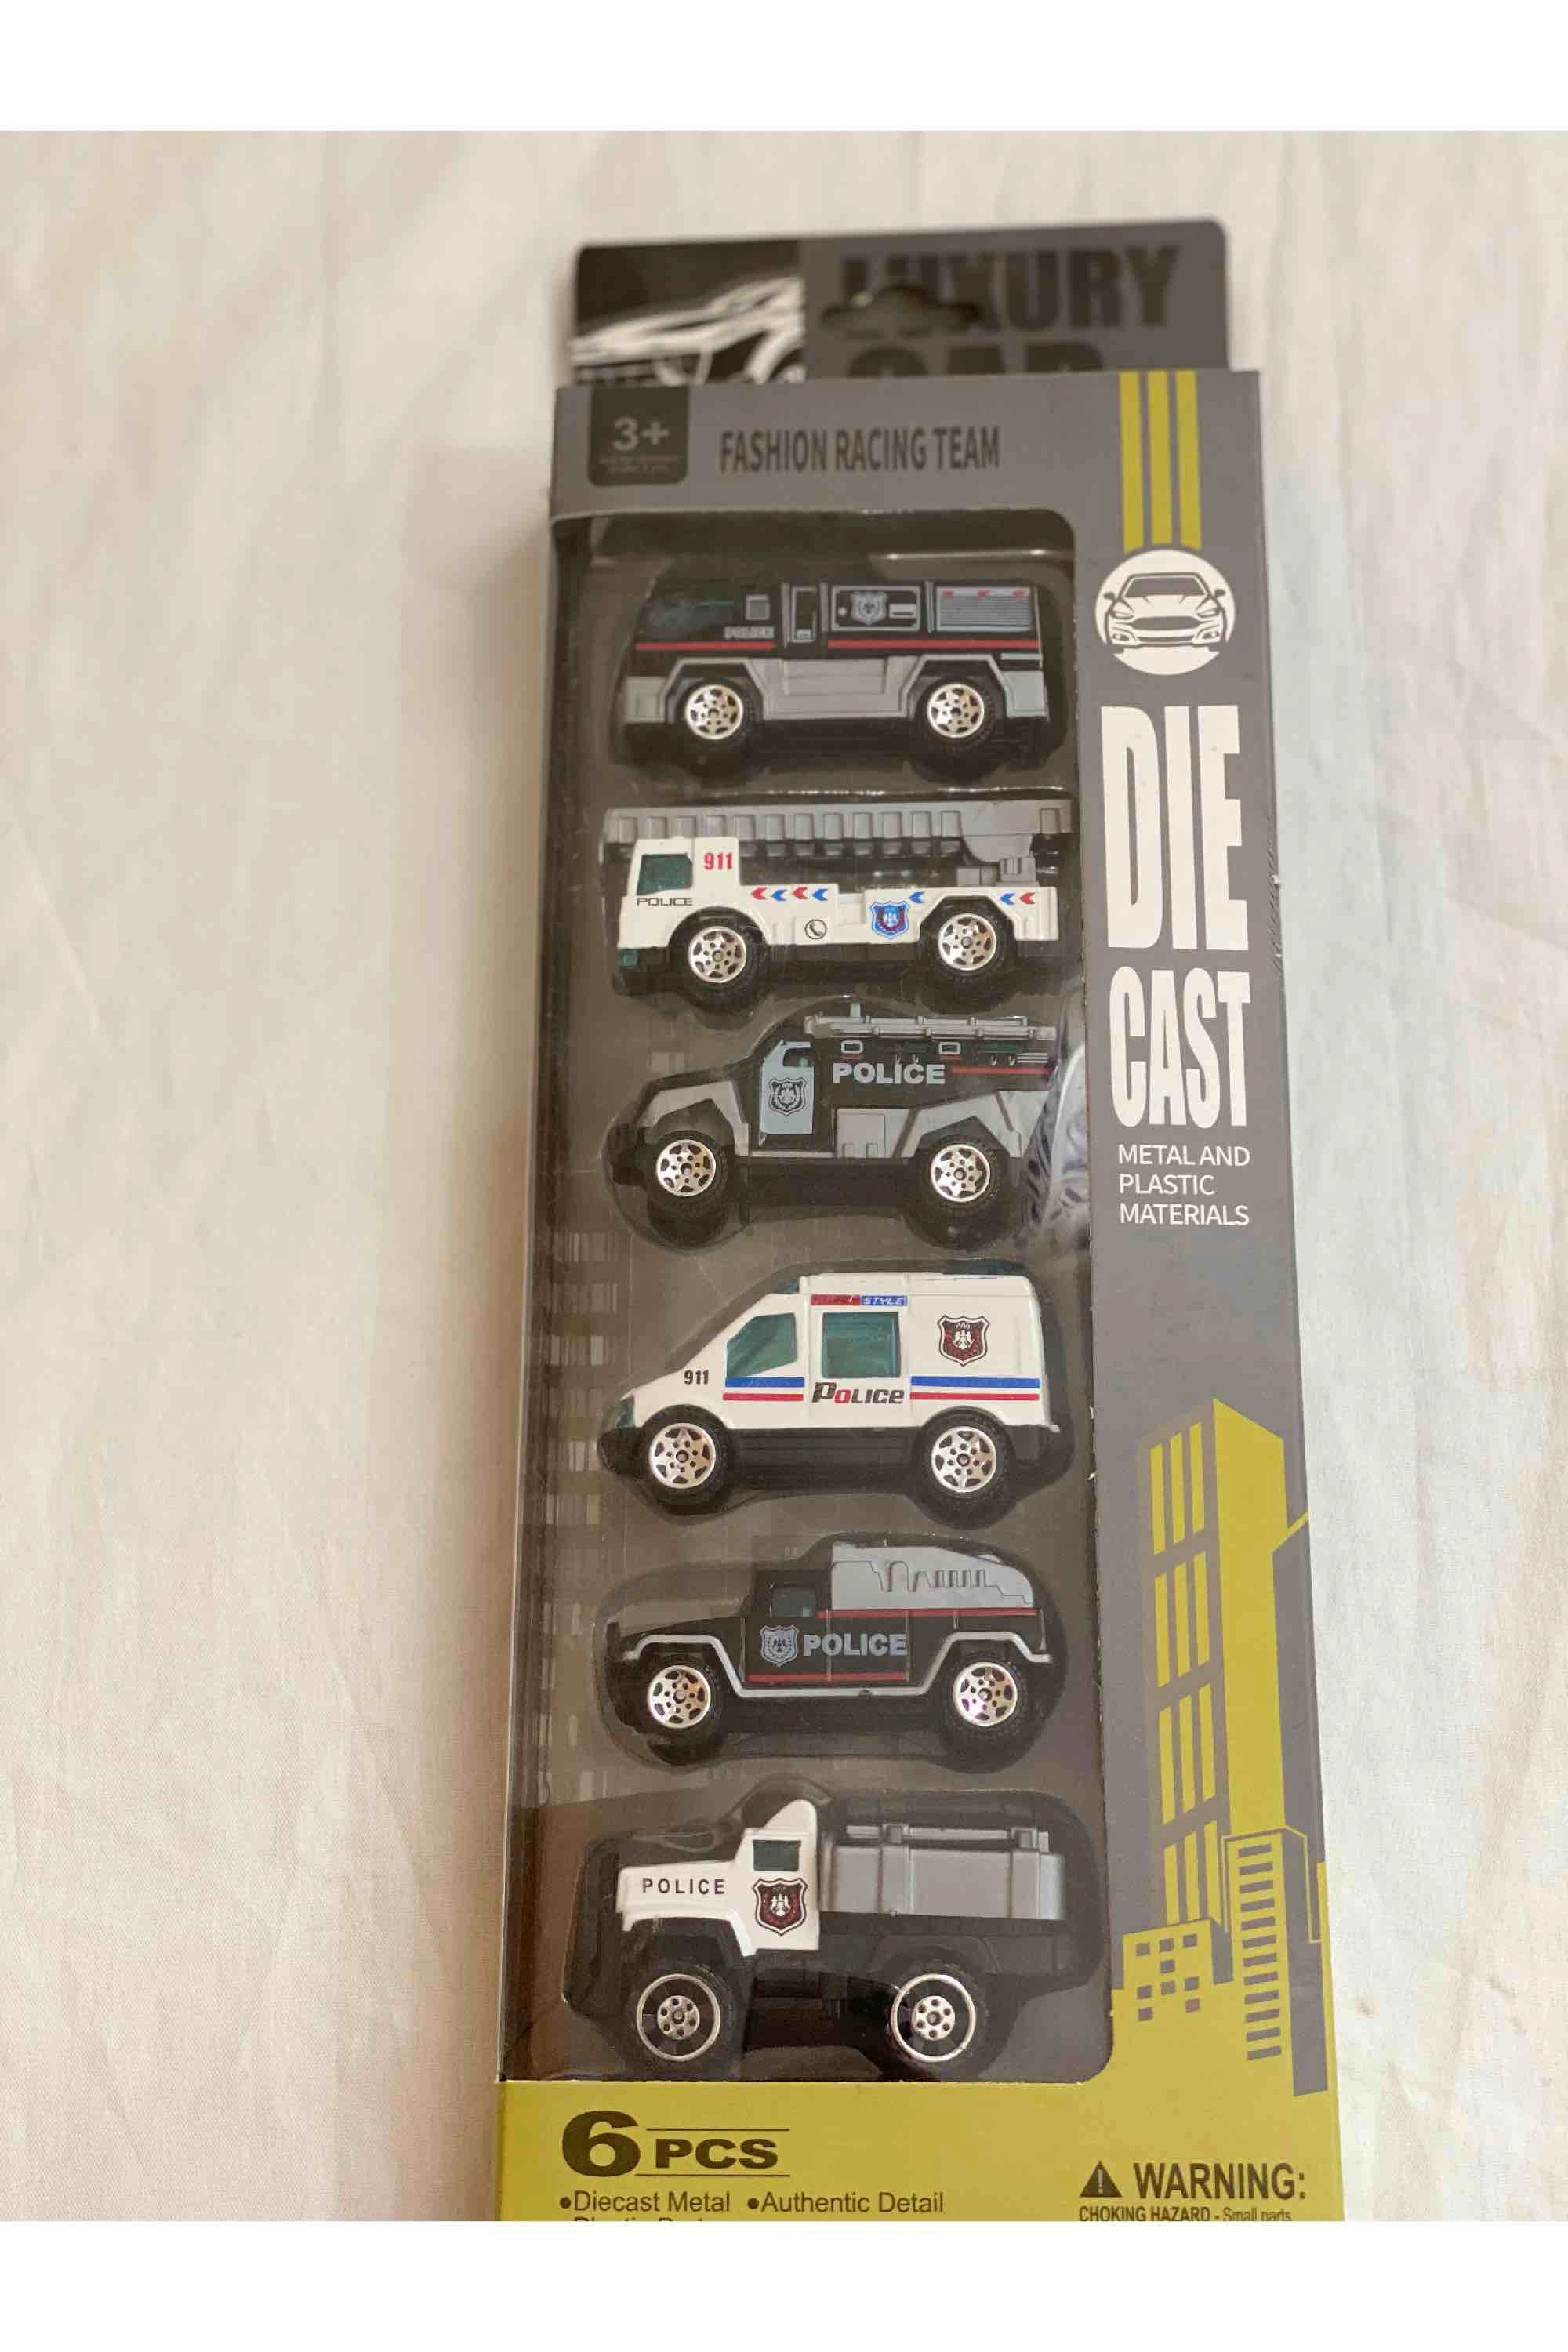 LUXURY
CAR
3+
FASHION RACING TEAM
DIE
CAST
METAL AND
PLASTIC
MATERIALS
POLICE
911
POLICE
POLICE
STYLE
911
POLICE
POLICE
POLICE
6 PCS
•Diecast Metal •Authentic Detail
WARNING:
CHOKING HAZARD - Small parts